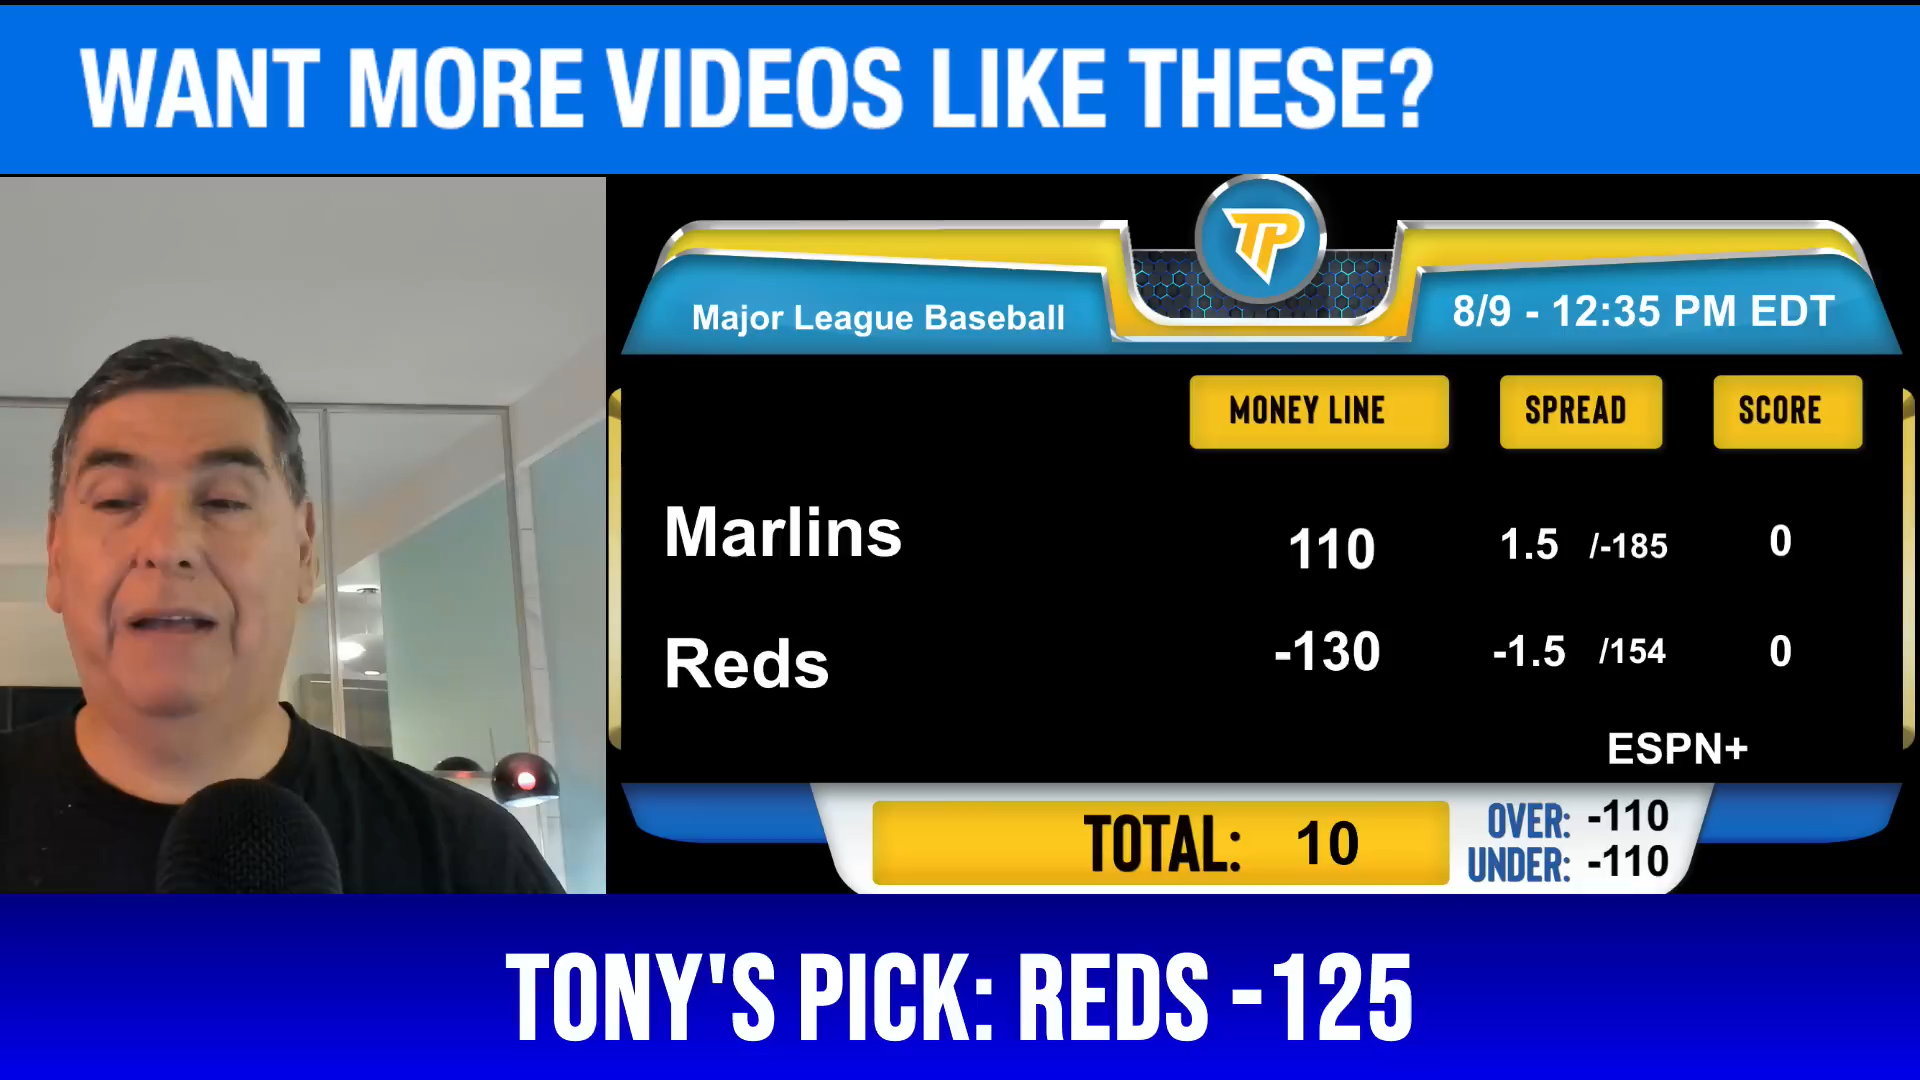 WANT MORE VIDEOS LIKE THESE?
TP
Major League Baseball
8/9 - 12:35 PM EDT
MONEY LINE SPREAD SCORE
Marlins 110 1.5 /-185 0
Reds -130 -1.5 /154 0
ESPN+
TOTAL: 10
OVER: -110
UNDER: -110
TONY'S PICK: REDS -125